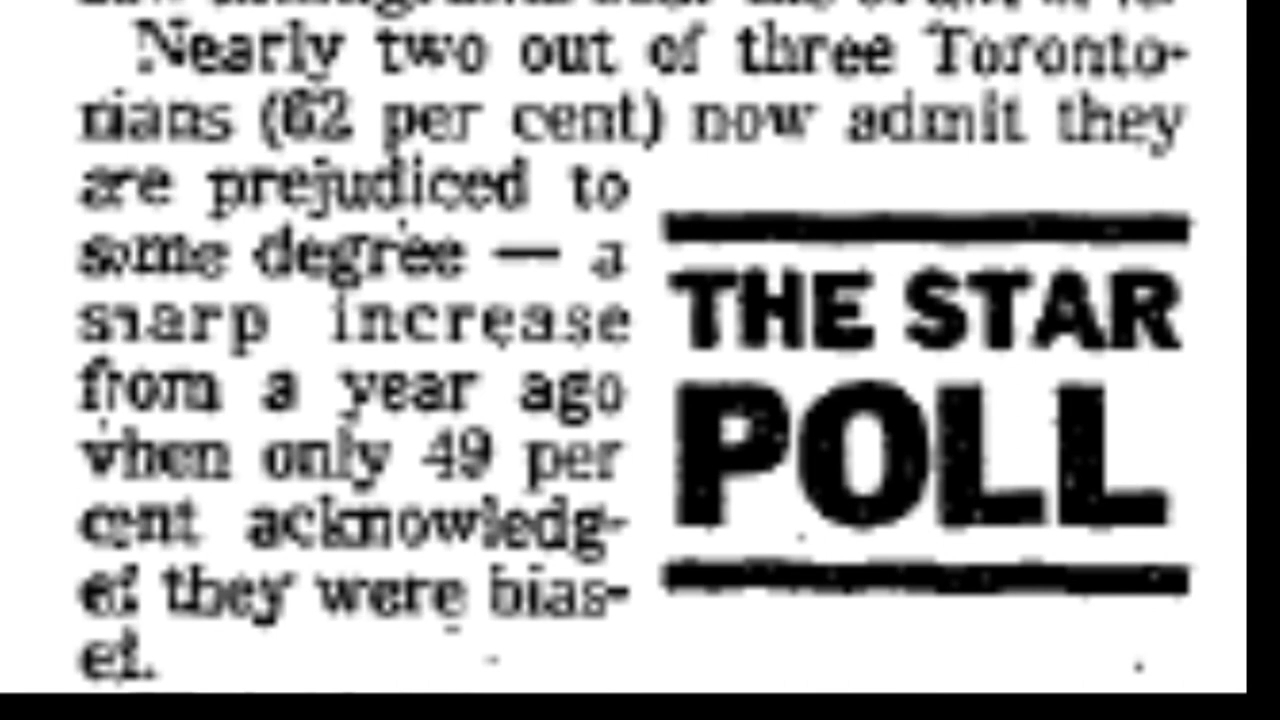 Nearly two out of three Toronto-
nians (62 per cent) now admit they
are prejudiced to
some degree — a
sharp increase
from a year ago
when only 49 per
cent acknowledg-
ed they were bias-
ed.
THE STAR
POLL